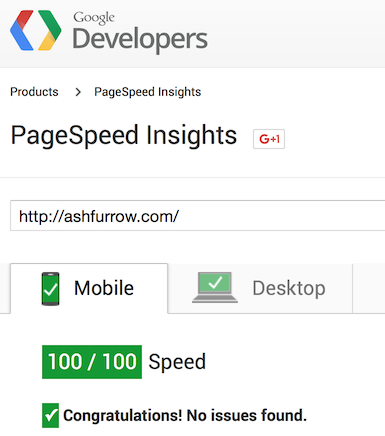 Google
Developers
Products > PageSpeed Insights
PageSpeed Insights
G+1
http://ashfurrow.com/
Mobile
Desktop
100 / 100 Speed
Congratulations! No issues found.